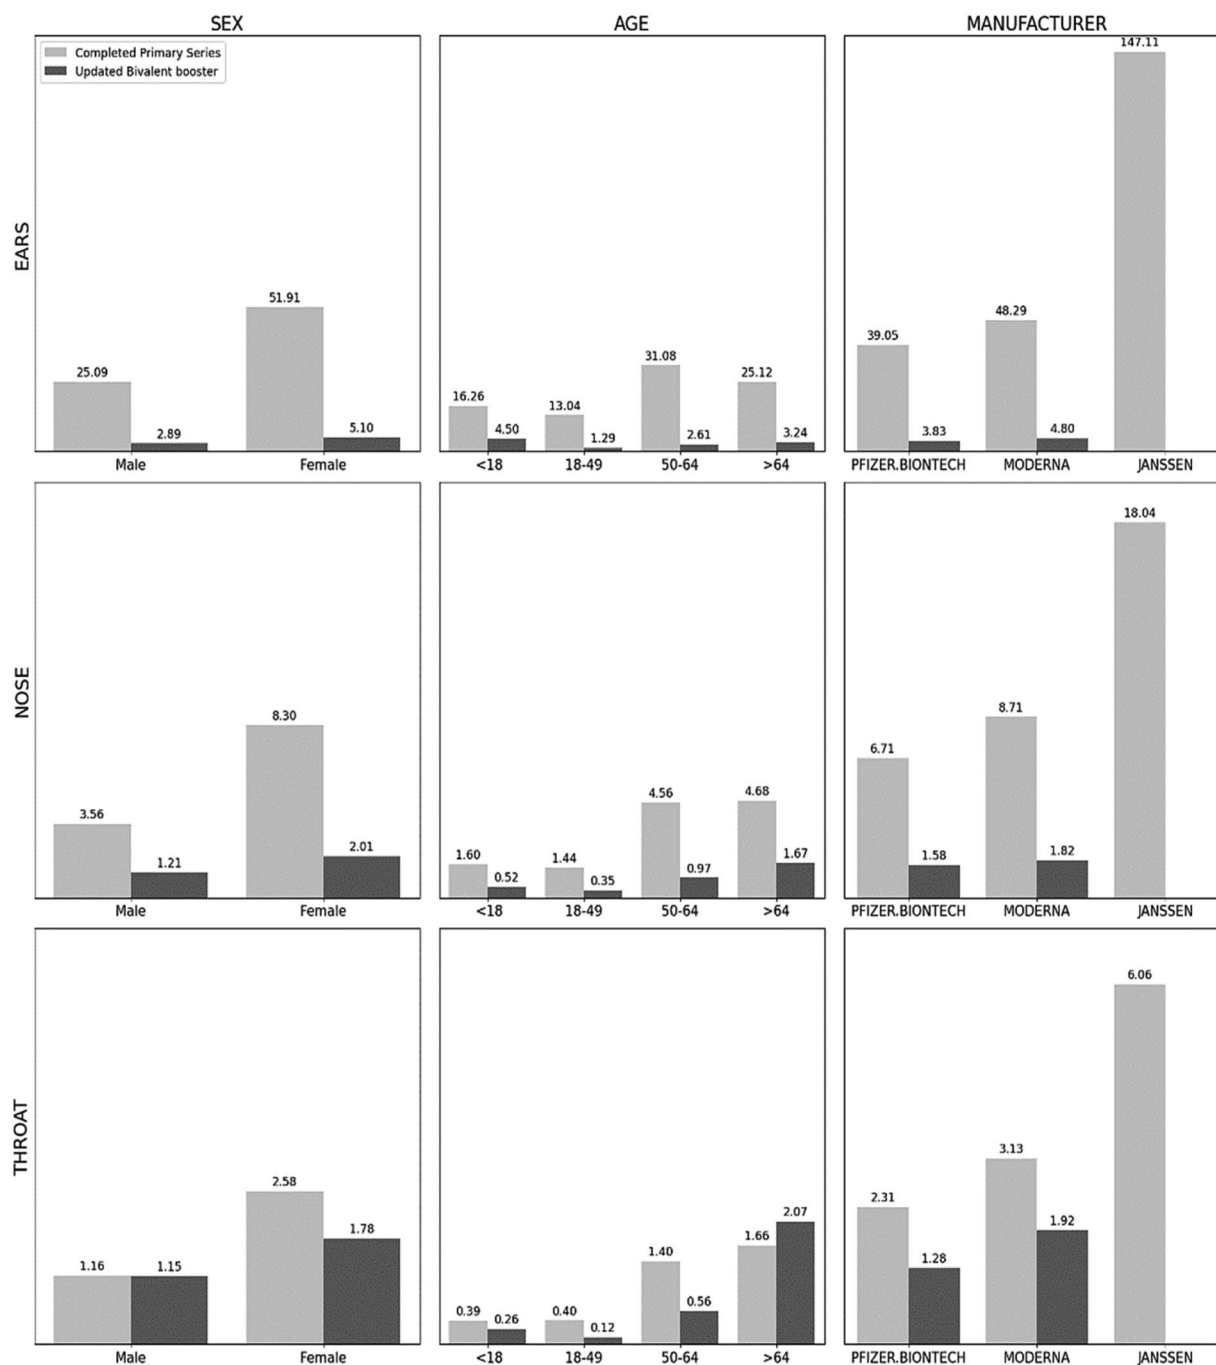 SEX AGE MANUFACTURER
Completed Primary Series
Updated Bivalent booster
EARS
25.09 2.89 51.91 5.10
Male Female
16.26 4.50 13.04 1.29 31.08 2.61 25.12 3.24
<18 18-49 50-64 >64
39.05 3.83 48.29 4.80 147.11
PFIZER.BIONTECH MODERNA JANSSEN
NOSE
3.56 1.21 8.30 2.01
Male Female
1.60 0.52 1.44 0.35 4.56 0.97 4.68 1.67
<18 18-49 50-64 >64
6.71 1.58 8.71 1.82 18.04
PFIZER.BIONTECH MODERNA JANSSEN
THROAT
1.16 1.15 2.58 1.78
Male Female
0.39 0.26 0.40 0.12 1.40 0.56 1.66 2.07
<18 18-49 50-64 >64
2.31 1.28 3.13 1.92 6.06
PFIZER.BIONTECH MODERNA JANSSEN